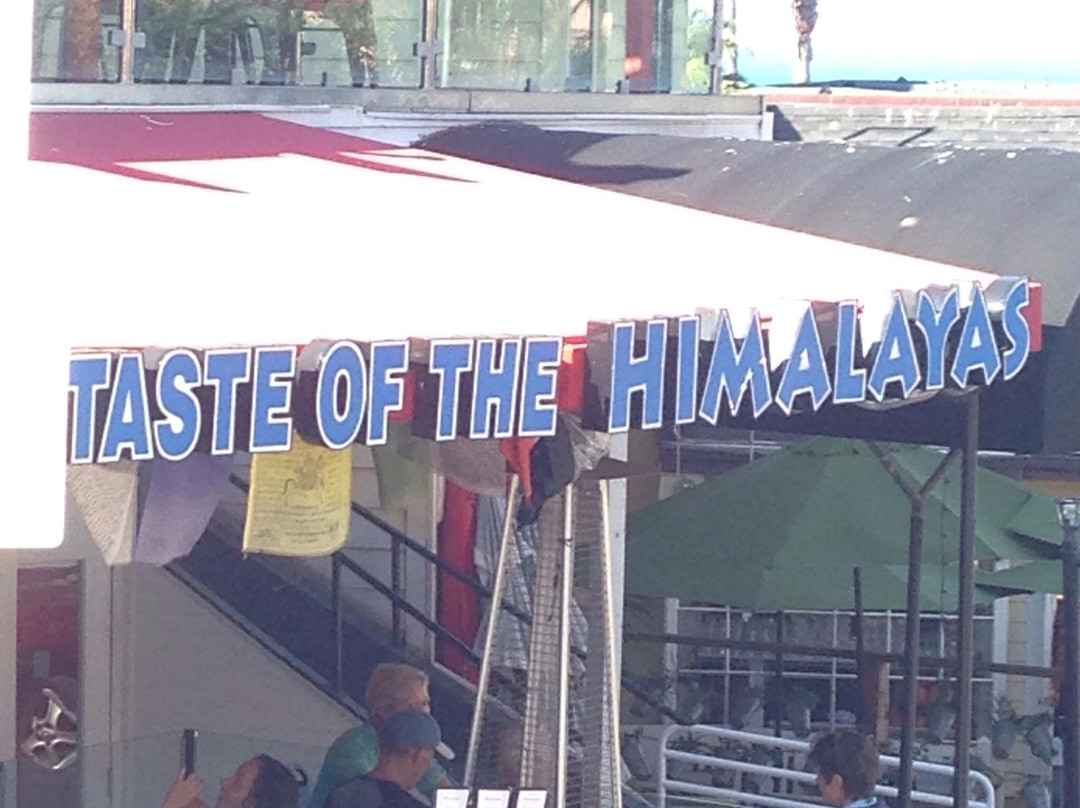 TASTE OF THE HIMALAYAS